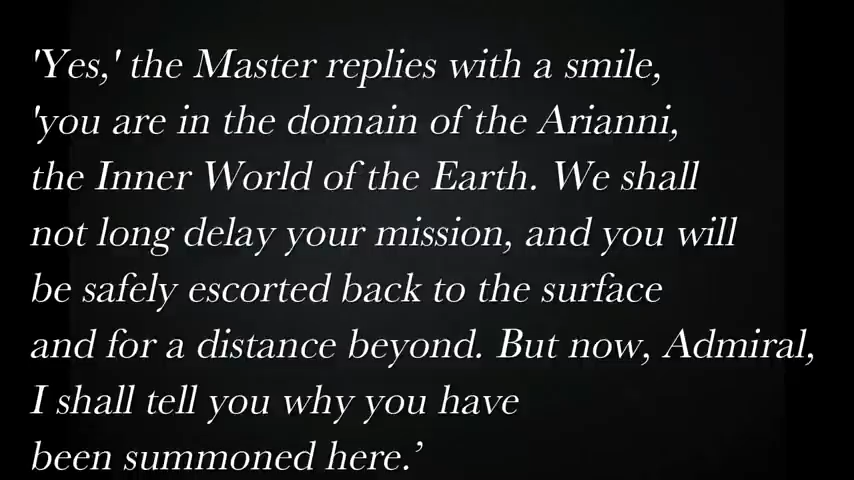 'Yes,' the Master replies with a smile,
'you are in the domain of the Arianni,
the Inner World of the Earth. We shall
not long delay your mission, and you will
be safely escorted back to the surface
and for a distance beyond. But now, Admiral,
I shall tell you why you have
been summoned here.’